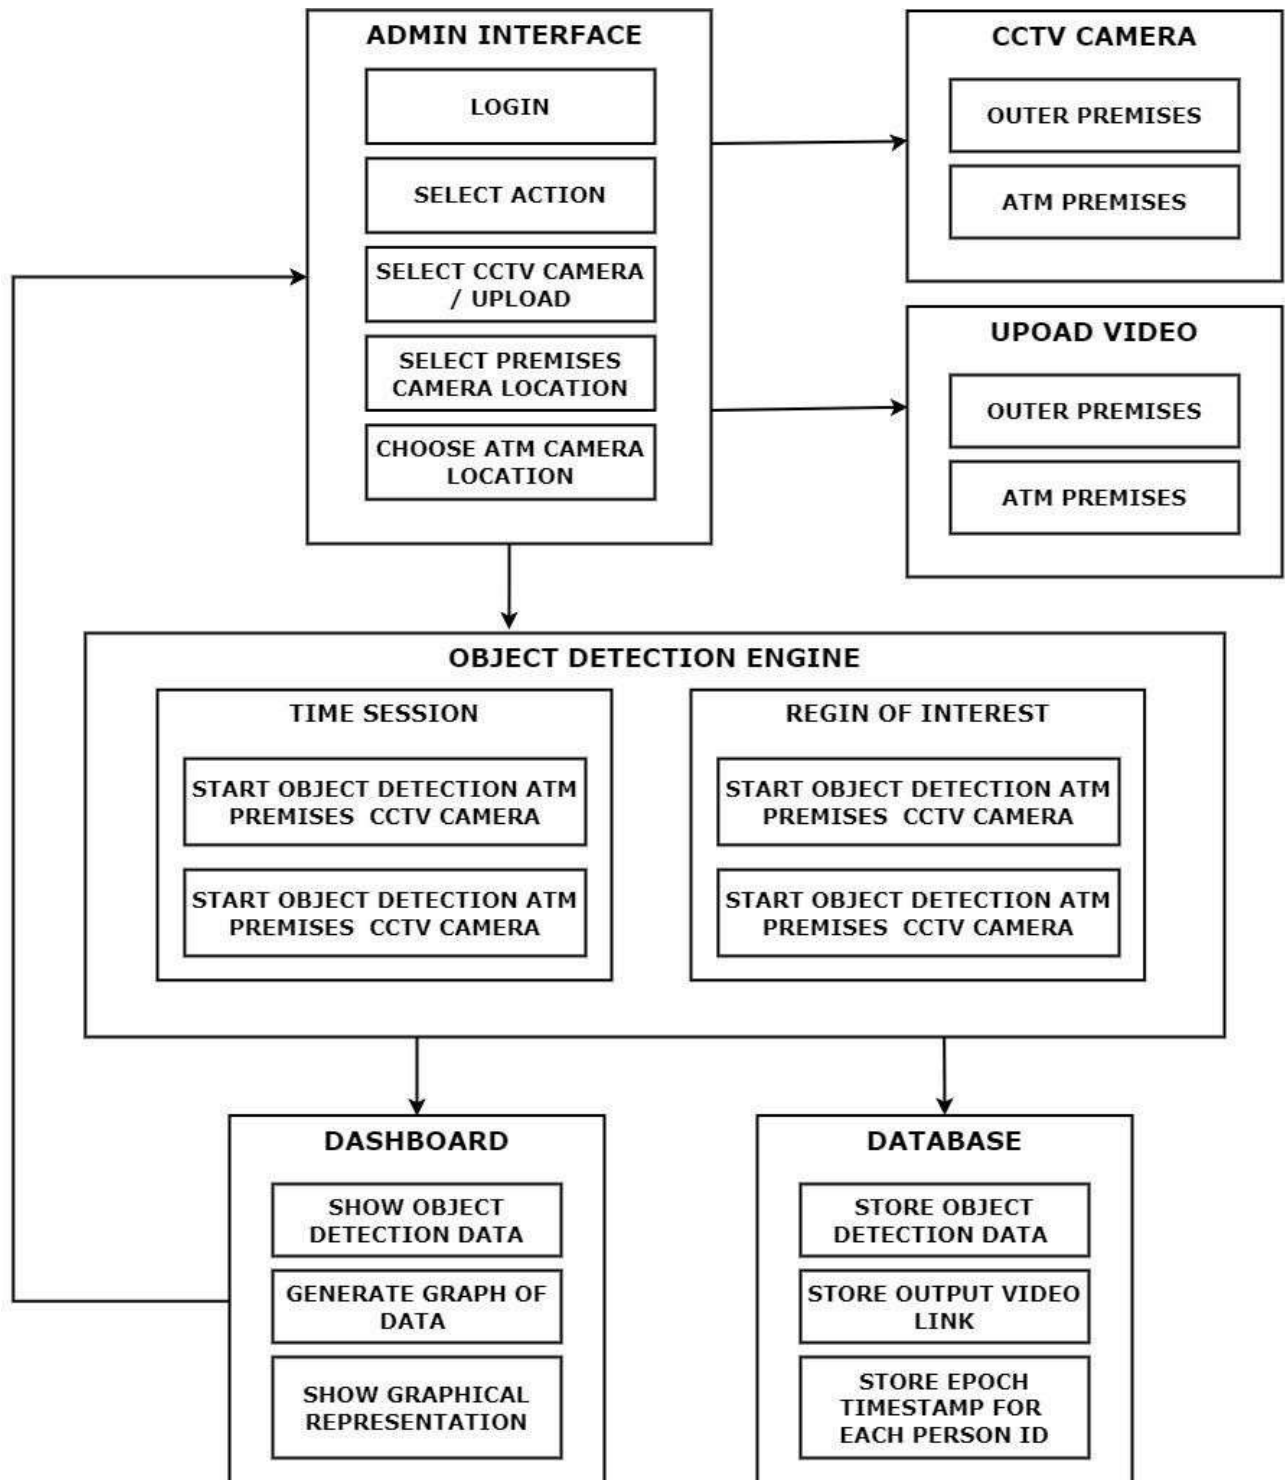 ADMIN INTERFACE
LOGIN
SELECT ACTION
SELECT CCTV CAMERA
/ UPLOAD
SELECT PREMISES
CAMERA LOCATION
CHOOSE ATM CAMERA
LOCATION
CCTV CAMERA
OUTER PREMISES
ATM PREMISES
UPOAD VIDEO
OUTER PREMISES
ATM PREMISES
OBJECT DETECTION ENGINE
TIME SESSION
START OBJECT DETECTION ATM
PREMISES CCTV CAMERA
START OBJECT DETECTION ATM
PREMISES CCTV CAMERA
REGIN OF INTEREST
START OBJECT DETECTION ATM
PREMISES CCTV CAMERA
START OBJECT DETECTION ATM
PREMISES CCTV CAMERA
DASHBOARD
SHOW OBJECT
DETECTION DATA
GENERATE GRAPH OF
DATA
SHOW GRAPHICAL
REPRESENTATION
DATABASE
STORE OBJECT
DETECTION DATA
STORE OUTPUT VIDEO
LINK
STORE EPOCH
TIMESTAMP FOR
EACH PERSON ID